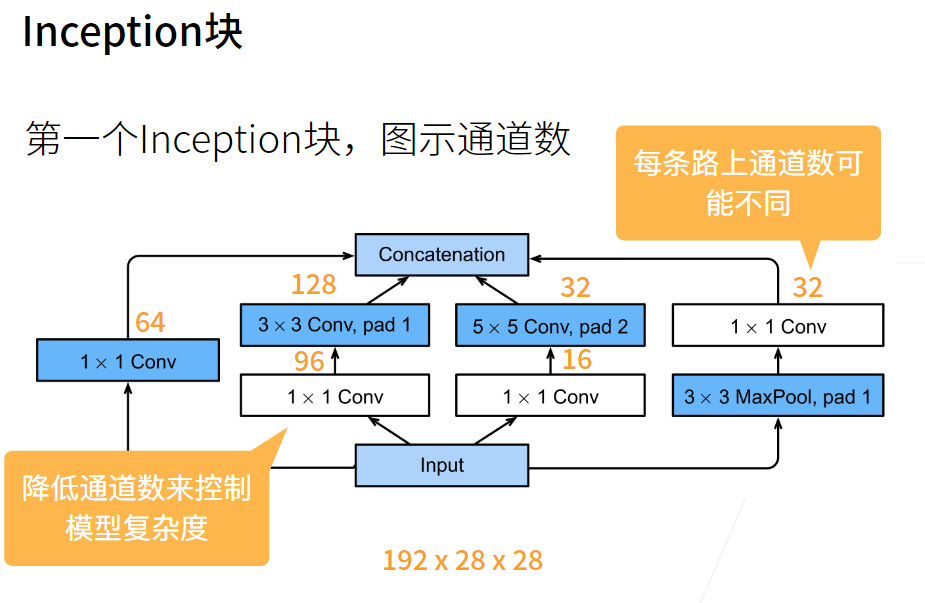 Inception块
第一个Inception块，图示通道数
每条路上通道数可
能不同
Concatenation
128
32
32
64
3 × 3 Conv, pad 1
5 × 5 Conv, pad 2
1 × 1 Conv
1 × 1 Conv
96
16
1 × 1 Conv
1 × 1 Conv
3 × 3 MaxPool, pad 1
Input
降低通道数来控制
模型复杂度
192 x 28 x 28